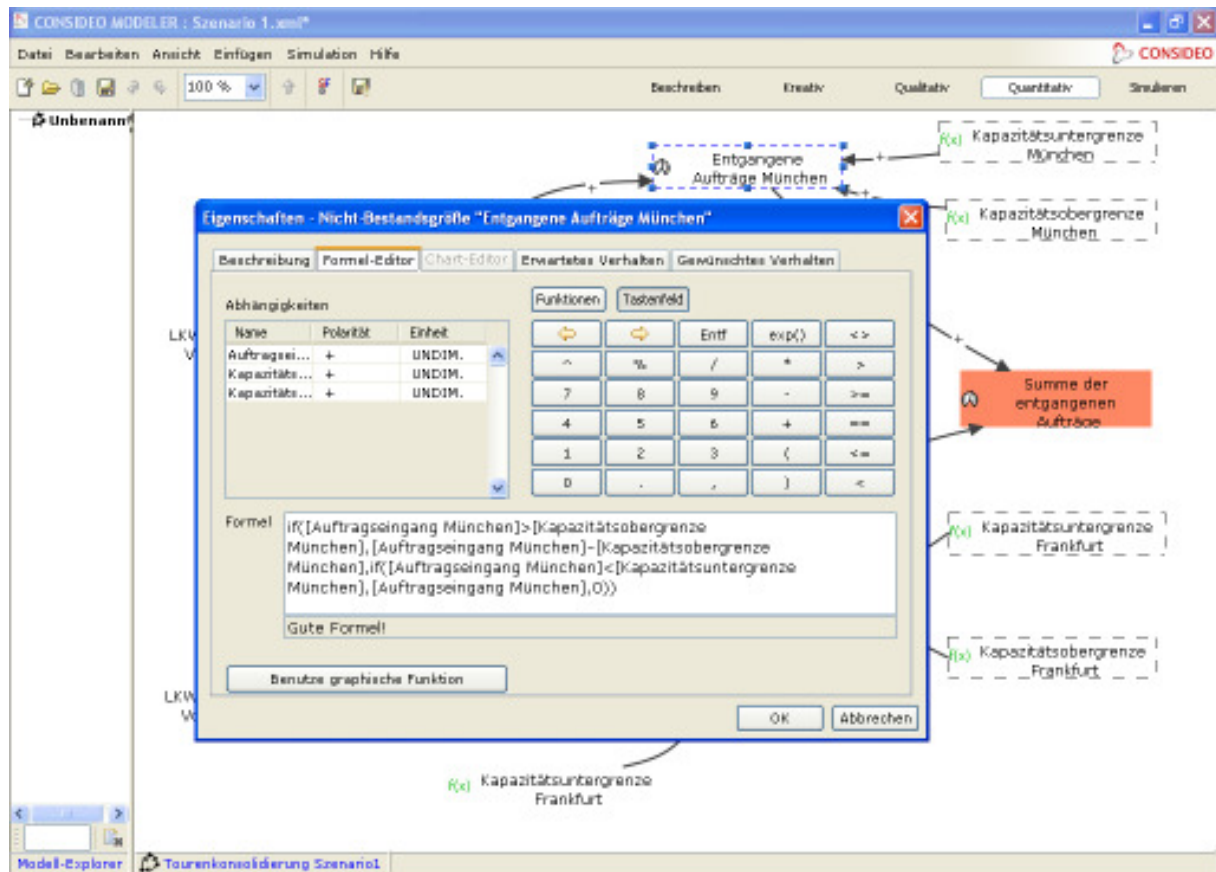 CONSIDEO MODELER : Szenario 1.xml*
Datei Bearbeiten Ansicht Einfügen Simulation Hilfe
CONSIDEO
100 %
Beschreiben Kreativ Qualitativ Quantitativ Simulieren
Unbenannt
f(x) Kapazitätsuntergrenze
München
Entgangene
Aufträge München
+
+
+
f(x) Kapazitätsobergrenze
München
Eigenschaften - Nicht-Bestandsgröße "Entgangene Aufträge München"
Beschreibung Formel-Editor Chart-Editor Erwartetes Verhalten Gewünschtes Verhalten
Abhängigkeiten
Funktionen Tastenfeld
Name Polarität Einheit
Auftragsei... + UNDIM.
Kapazitäts... + UNDIM.
Kapazitäts... + UNDIM.
Entf exp() <>
^ % / * >
7 8 9 - >=
4 5 6 + ==
1 2 3 ( <=
0 . , ) <
LKW
V
+
Summe der
entgangenen
Aufträge
Formel
if([Auftragseingang München]>[Kapazitätsobergrenze
München],[Auftragseingang München]-[Kapazitätsobergrenze
München],if([Auftragseingang München]<[Kapazitätsuntergrenze
München],[Auftragseingang München],0))
Gute Formel!
f(x) Kapazitätsuntergrenze
Frankfurt
f(x) Kapazitätsobergrenze
Frankfurt
Benutze graphische Funktion
LKW
V
OK Abbrechen
f(x) Kapazitätsuntergrenze
Frankfurt
Modell-Explorer Tourenkonsolidierung Szenario1